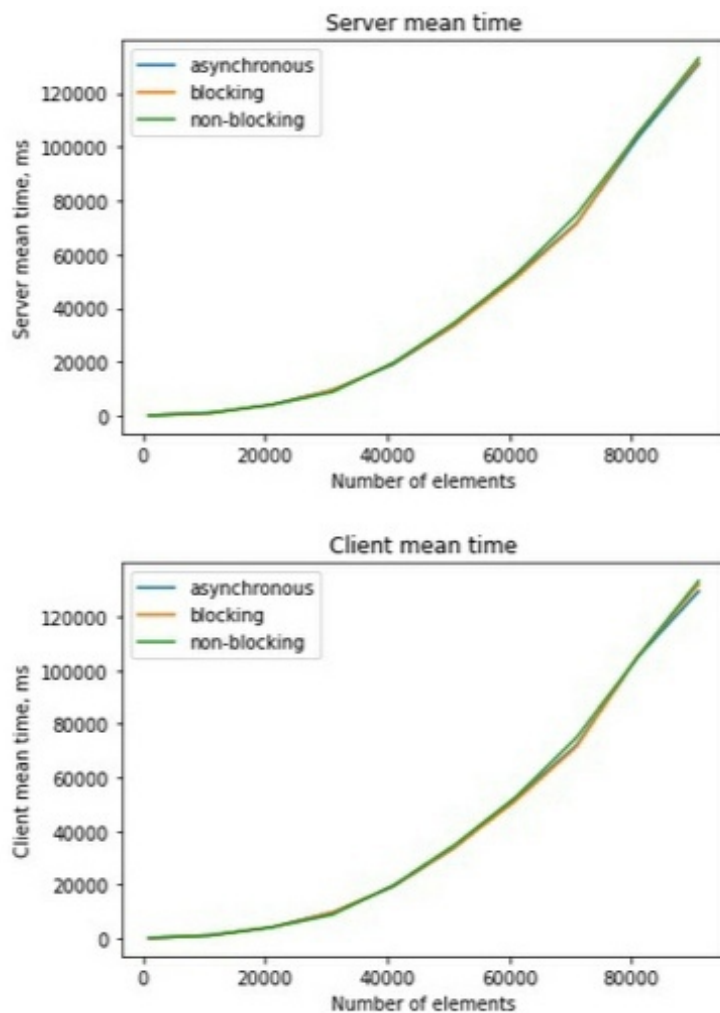 Server mean time
asynchronous
blocking
non-blocking
Server mean time, ms
120000
100000
80000
60000
40000
20000
0
0 20000 40000 60000 80000
Number of elements
Client mean time
asynchronous
blocking
non-blocking
Client mean time, ms
120000
100000
80000
60000
40000
20000
0
0 20000 40000 60000 80000
Number of elements